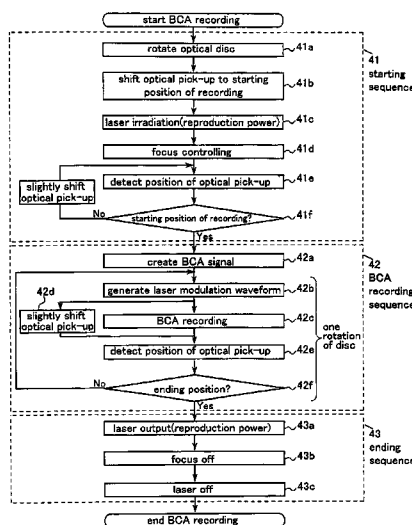 start BCA recording
rotate optical disc
41a
shift optical pick-up to starting
position of recording
41b
41
starting
sequence
laser irradiation(reproduction power)
41c
focus controlling
41d
detect position of optical pick-up
41e
slightly shift
optical pick-up
No
starting position of recording?
41f
Yes
create BCA signal
42a
42d
generate laser modulation waveform
42b
42 BCA
recording
sequence
slightly shift
optical pick-up
BCA recording
42c
one
rotation
of disc
detect position of optical pick-up
42e
No
ending position?
42f
Yes
laser output(reproduction power)
43a
43
ending
sequence
focus off
43b
laser off
43c
end BCA recording